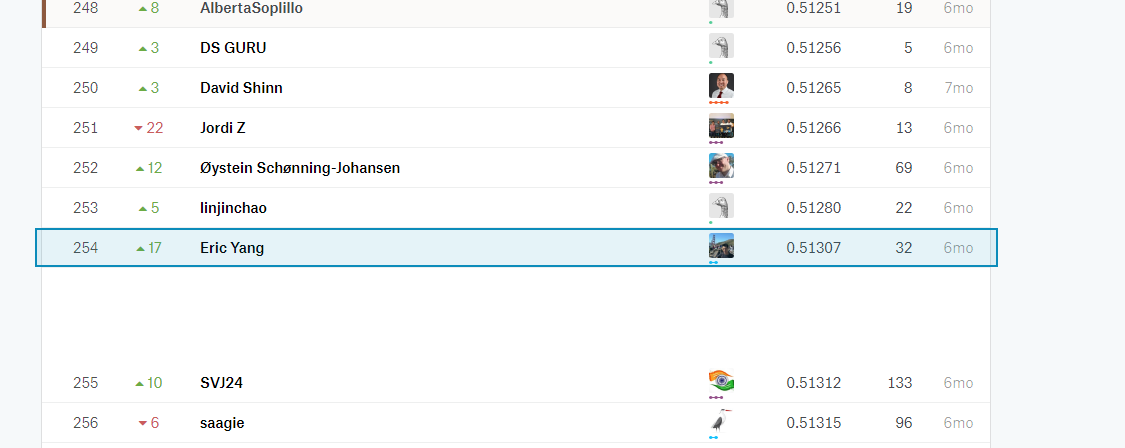 248 8 AlbertaSoplillo 0.51251 19 6mo
249 3 DS GURU 0.51256 5 6mo
250 3 David Shinn 0.51265 8 7mo
251 22 Jordi Z 0.51266 13 6mo
252 12 Øystein Schønning-Johansen 0.51271 69 6mo
253 5 linjinchao 0.51280 22 6mo
254 17 Eric Yang 0.51307 32 6mo
255 10 SVJ24 0.51312 133 6mo
256 6 saagie 0.51315 96 6mo